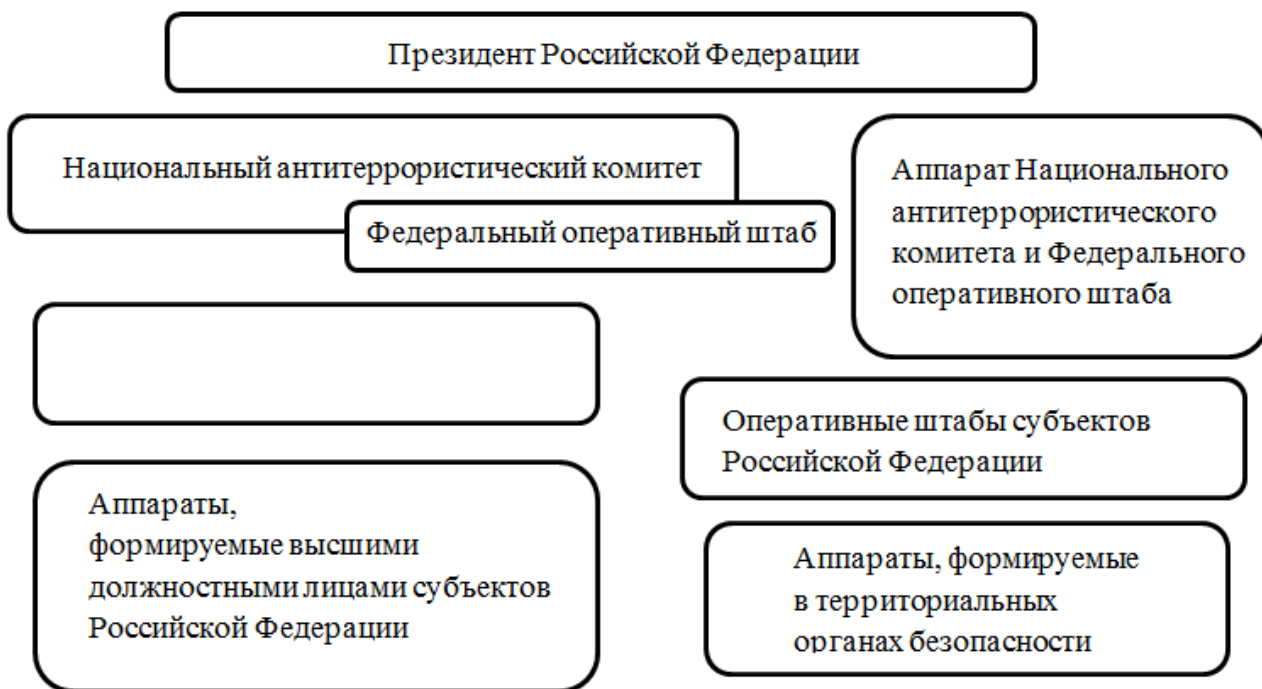 Президент Российской Федерации
Национальный антитеррористический комитет
Федеральный оперативный штаб
Аппарат Национального
антитеррористического
комитета и Федерального
оперативного штаба
Оперативные штабы субъектов
Российской Федерации
Аппараты,
формируемые высшими
должностными лицами субъектов
Российской Федерации
Аппараты, формируемые
в территориальных
органах безопасности